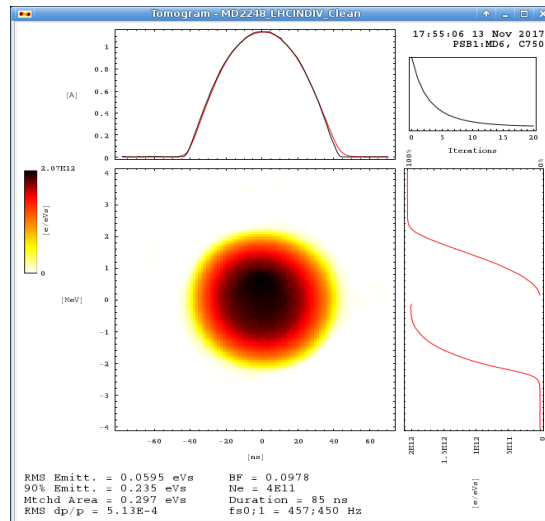 Tomogram - MD2248_LHCINDIV_Clean
17:55:06 13 Nov 2017
PSB1:MD6, C750
[A]
1
0.8
0.6
0.4
0.2
0
0 5 10 15 20
Iterations
2.07E12
[e/eVs]
0
100%
0%
[MeV]
4
3
2
1
0
-1
-2
-3
-4
-60 -40 -20 0 20 40 60
[ns]
2E12 1.5E12 1E12 5E11 0
[e/eVs]
RMS Emitt. = 0.0595 eVs BF = 0.0978
90% Emitt. = 0.235 eVs Ne = 4E11
Mtchd Area = 0.297 eVs Duration = 85 ns
RMS dp/p = 5.13E-4 fs0;1 = 457;450 Hz